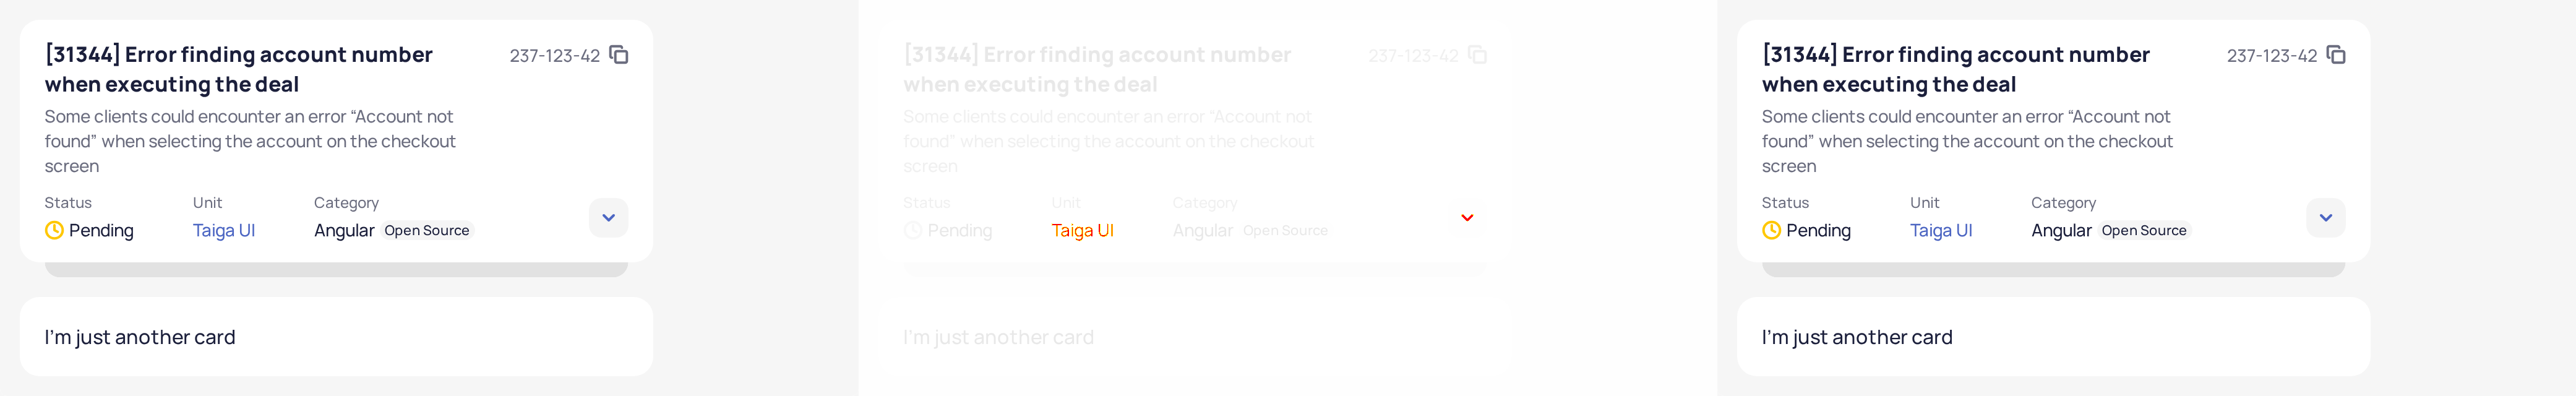 [31344] Error finding account number
when executing the deal
237-123-42
Some clients could encounter an error “Account not
found” when selecting the account on the checkout
screen
Status Unit Category
Pending Taiga UI Angular Open Source
I’m just another card
[31344] Error finding account number
when executing the deal
237-123-42
Some clients could encounter an error “Account not
found” when selecting the account on the checkout
screen
Status Unit Category
Pending Taiga UI Angular Open Source
I’m just another card
[31344] Error finding account number
when executing the deal
237-123-42
Some clients could encounter an error “Account not
found” when selecting the account on the checkout
screen
Status Unit Category
Pending Taiga UI Angular Open Source
I’m just another card